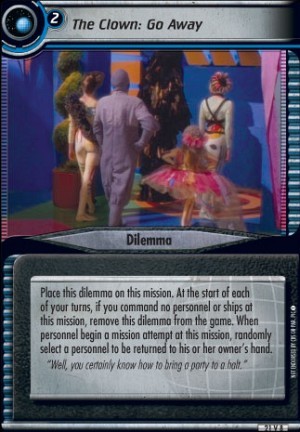 2
The Clown: Go Away
Dilemma
Place this dilemma on this mission. At the start of each
of your turns, if you command no personnel or ships at
this mission, remove this dilemma from the game. When
personnel begin a mission attempt at this mission, randomly
select a personnel to be returned to his or her owner's hand.
"Well, you certainly know how to bring a party to a halt."
21 V 8